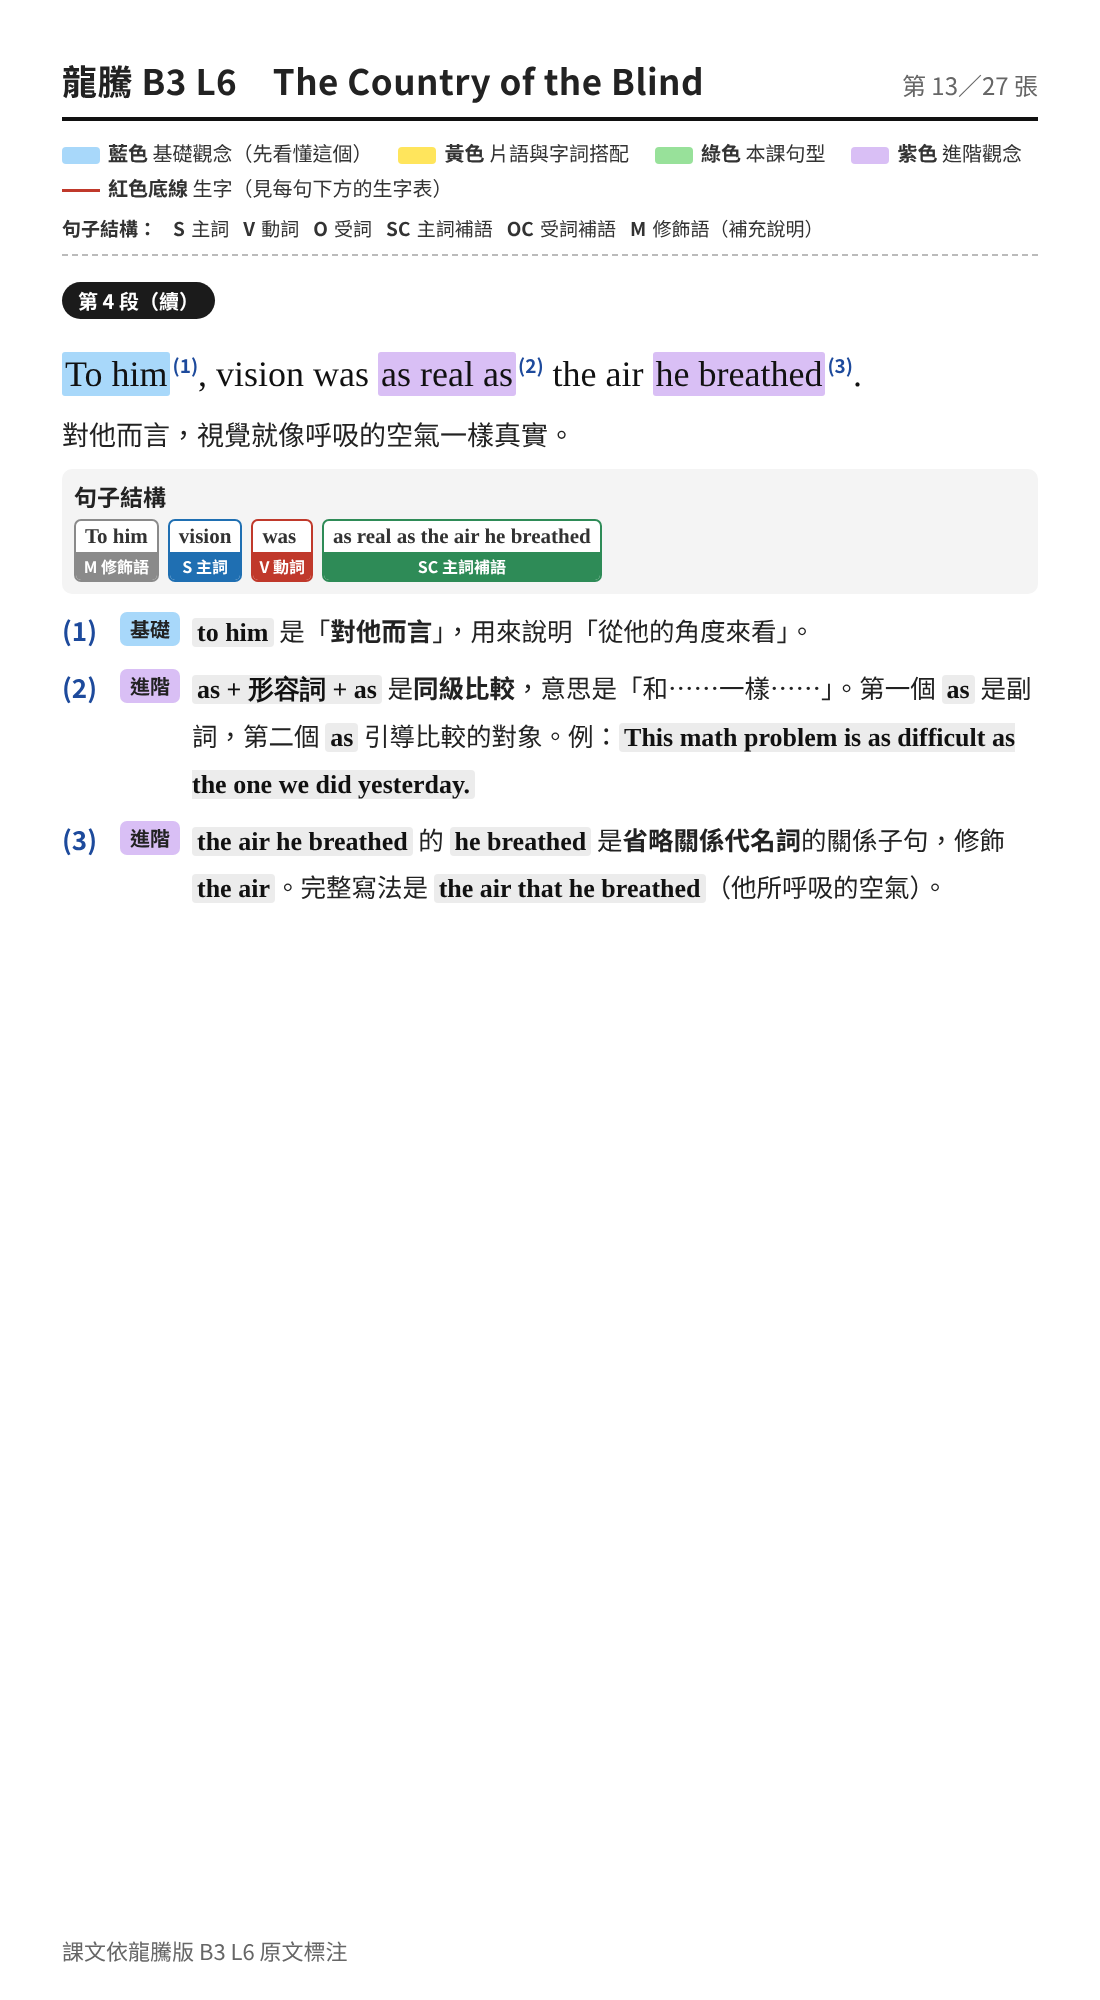 龍騰 B3 L6　The Country of the Blind
第 13／27 張
藍色 基礎觀念（先看懂這個） 黃色 片語與字詞搭配 綠色 本課句型 紫色 進階觀念
紅色底線 生字（見每句下方的生字表）
句子結構： S 主詞 V 動詞 O 受詞 SC 主詞補語 OC 受詞補語 M 修飾語（補充說明）
第 4 段（續）
To him(1), vision was as real as(2) the air he breathed(3).
對他而言，視覺就像呼吸的空氣一樣真實。
句子結構
To him vision was as real as the air he breathed
M 修飾語 S 主詞 V 動詞 SC 主詞補語
(1) 基礎 to him 是「對他而言」，用來說明「從他的角度來看」。
(2) 進階 as + 形容詞 + as 是同級比較，意思是「和⋯⋯一樣⋯⋯」。第一個 as 是副
詞，第二個 as 引導比較的對象。例：This math problem is as difficult as
the one we did yesterday.
(3) 進階 the air he breathed 的 he breathed 是省略關係代名詞的關係子句，修飾
the air。完整寫法是 the air that he breathed（他所呼吸的空氣）。
課文依龍騰版 B3 L6 原文標注